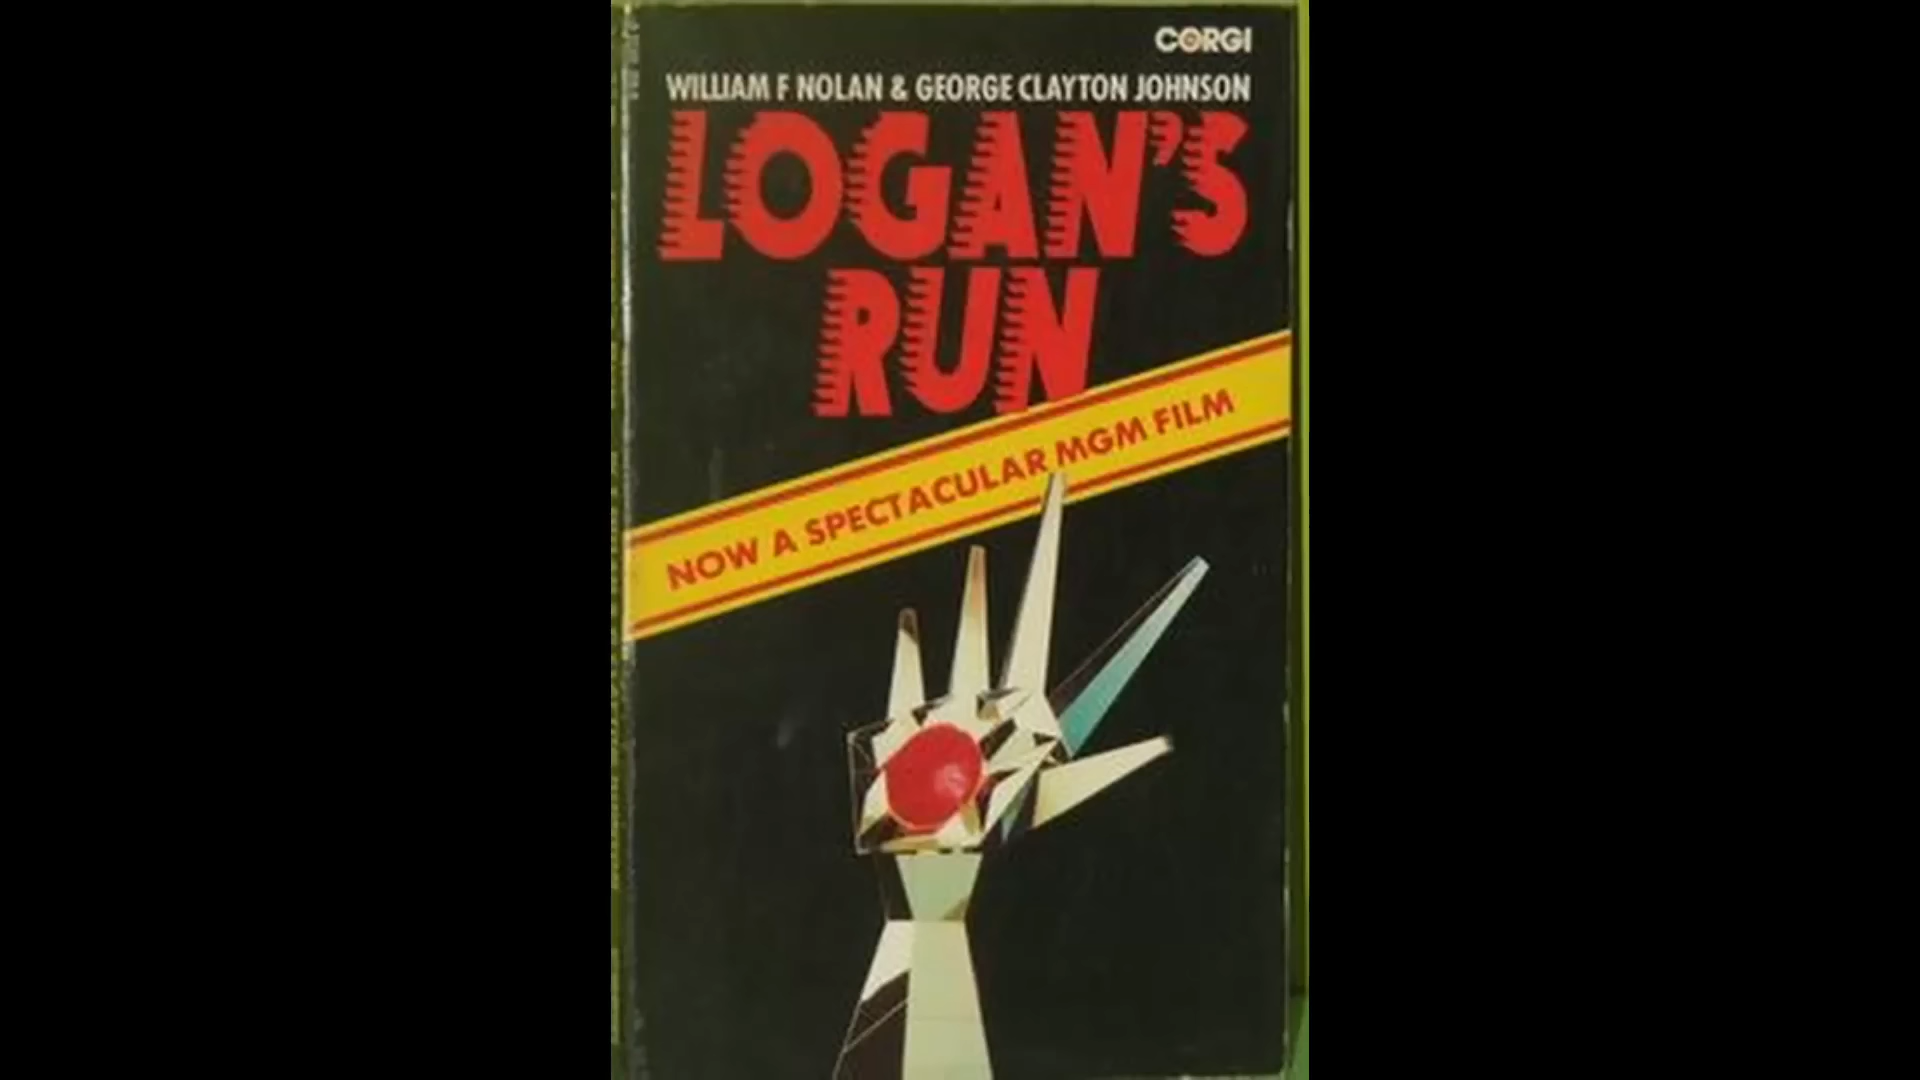 CORGI
WILLIAM F NOLAN & GEORGE CLAYTON JOHNSON
LOGAN'S
RUN
NOW A SPECTACULAR MGM FILM